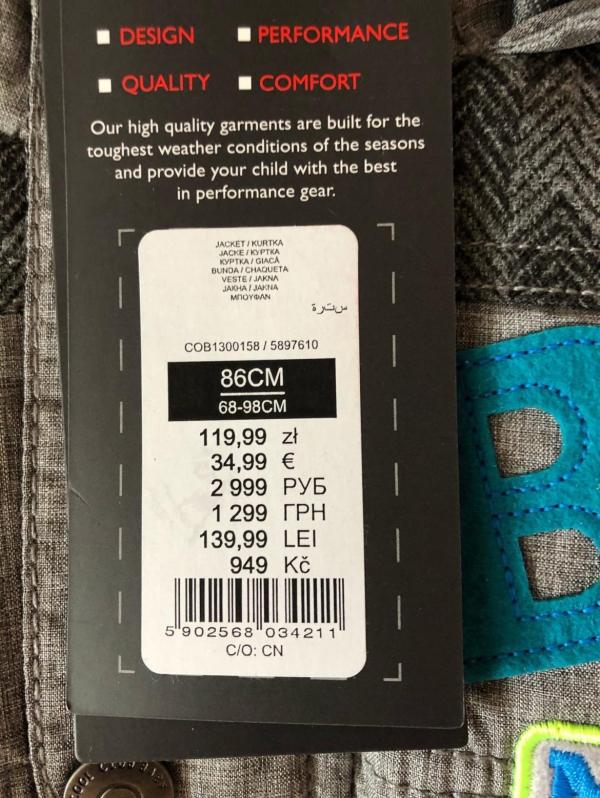 DESIGN
PERFORMANCE
QUALITY
COMFORT
Our high quality garments are built for the
toughest weather conditions of the seasons
and provide your child with the best
in performance gear.
JACKET / KURTKA
JACKE / КУРТКА
КУРТКА / GIACĂ
BUNDA / CHAQUETA
VESTE / JAKNA
JAKHA / JAKNA
ΜΠΟΥΦΑΝ
سترة
COB1300158 / 5897610
86CM
68-98CM
119,99 zł
34,99 €
2 999 РУБ
1 299 ГРН
139,99 LEI
949 Kč
5 902568 034211
C/O: CN